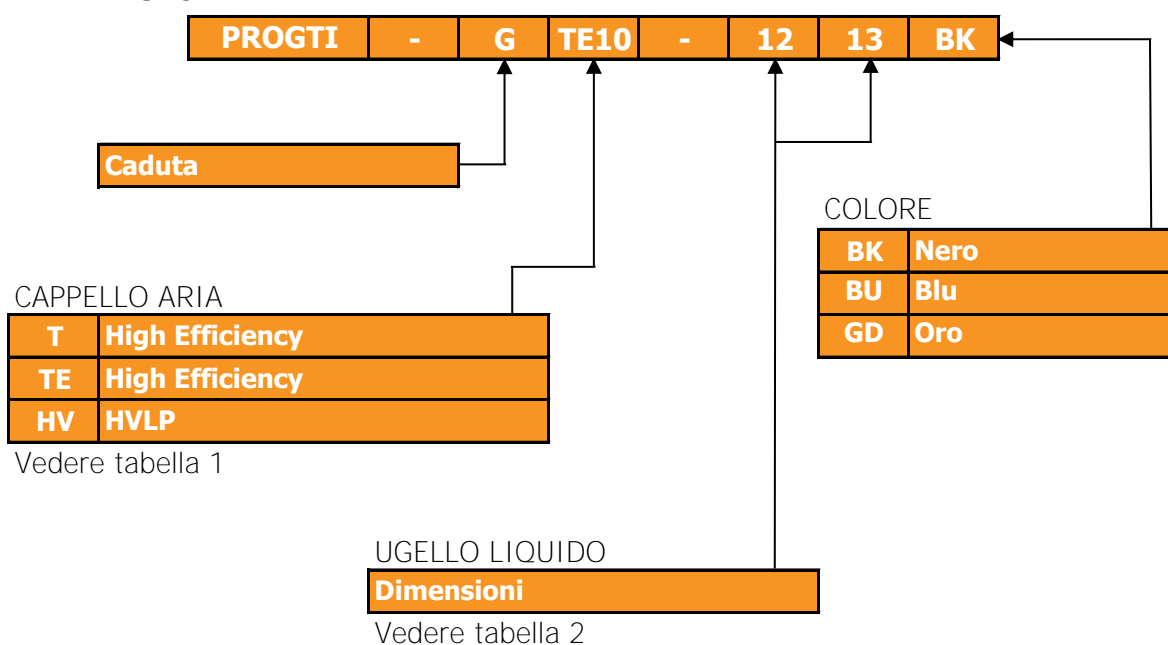 PROGTI - G TE10 - 12 13 BK
Caduta
COLORE
BK Nero
BU Blu
GD Oro
CAPPELLO ARIA
T High Efficiency
TE High Efficiency
HV HVLP
Vedere tabella 1
UGELLO LIQUIDO
Dimensioni
Vedere tabella 2